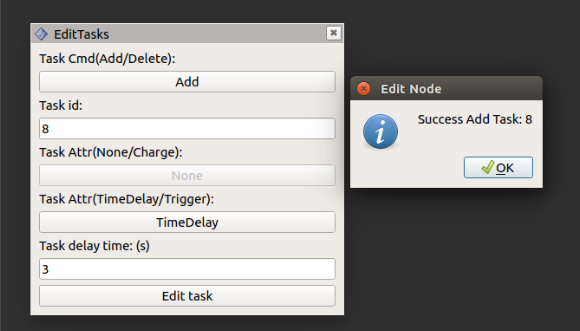 EditTasks
Task Cmd(Add/Delete):
Add
Task id:
8
Task Attr(None/Charge):
None
Task Attr(TimeDelay/Trigger):
TimeDelay
Task delay time: (s)
3
Edit task
Edit Node
Success Add Task: 8
OK